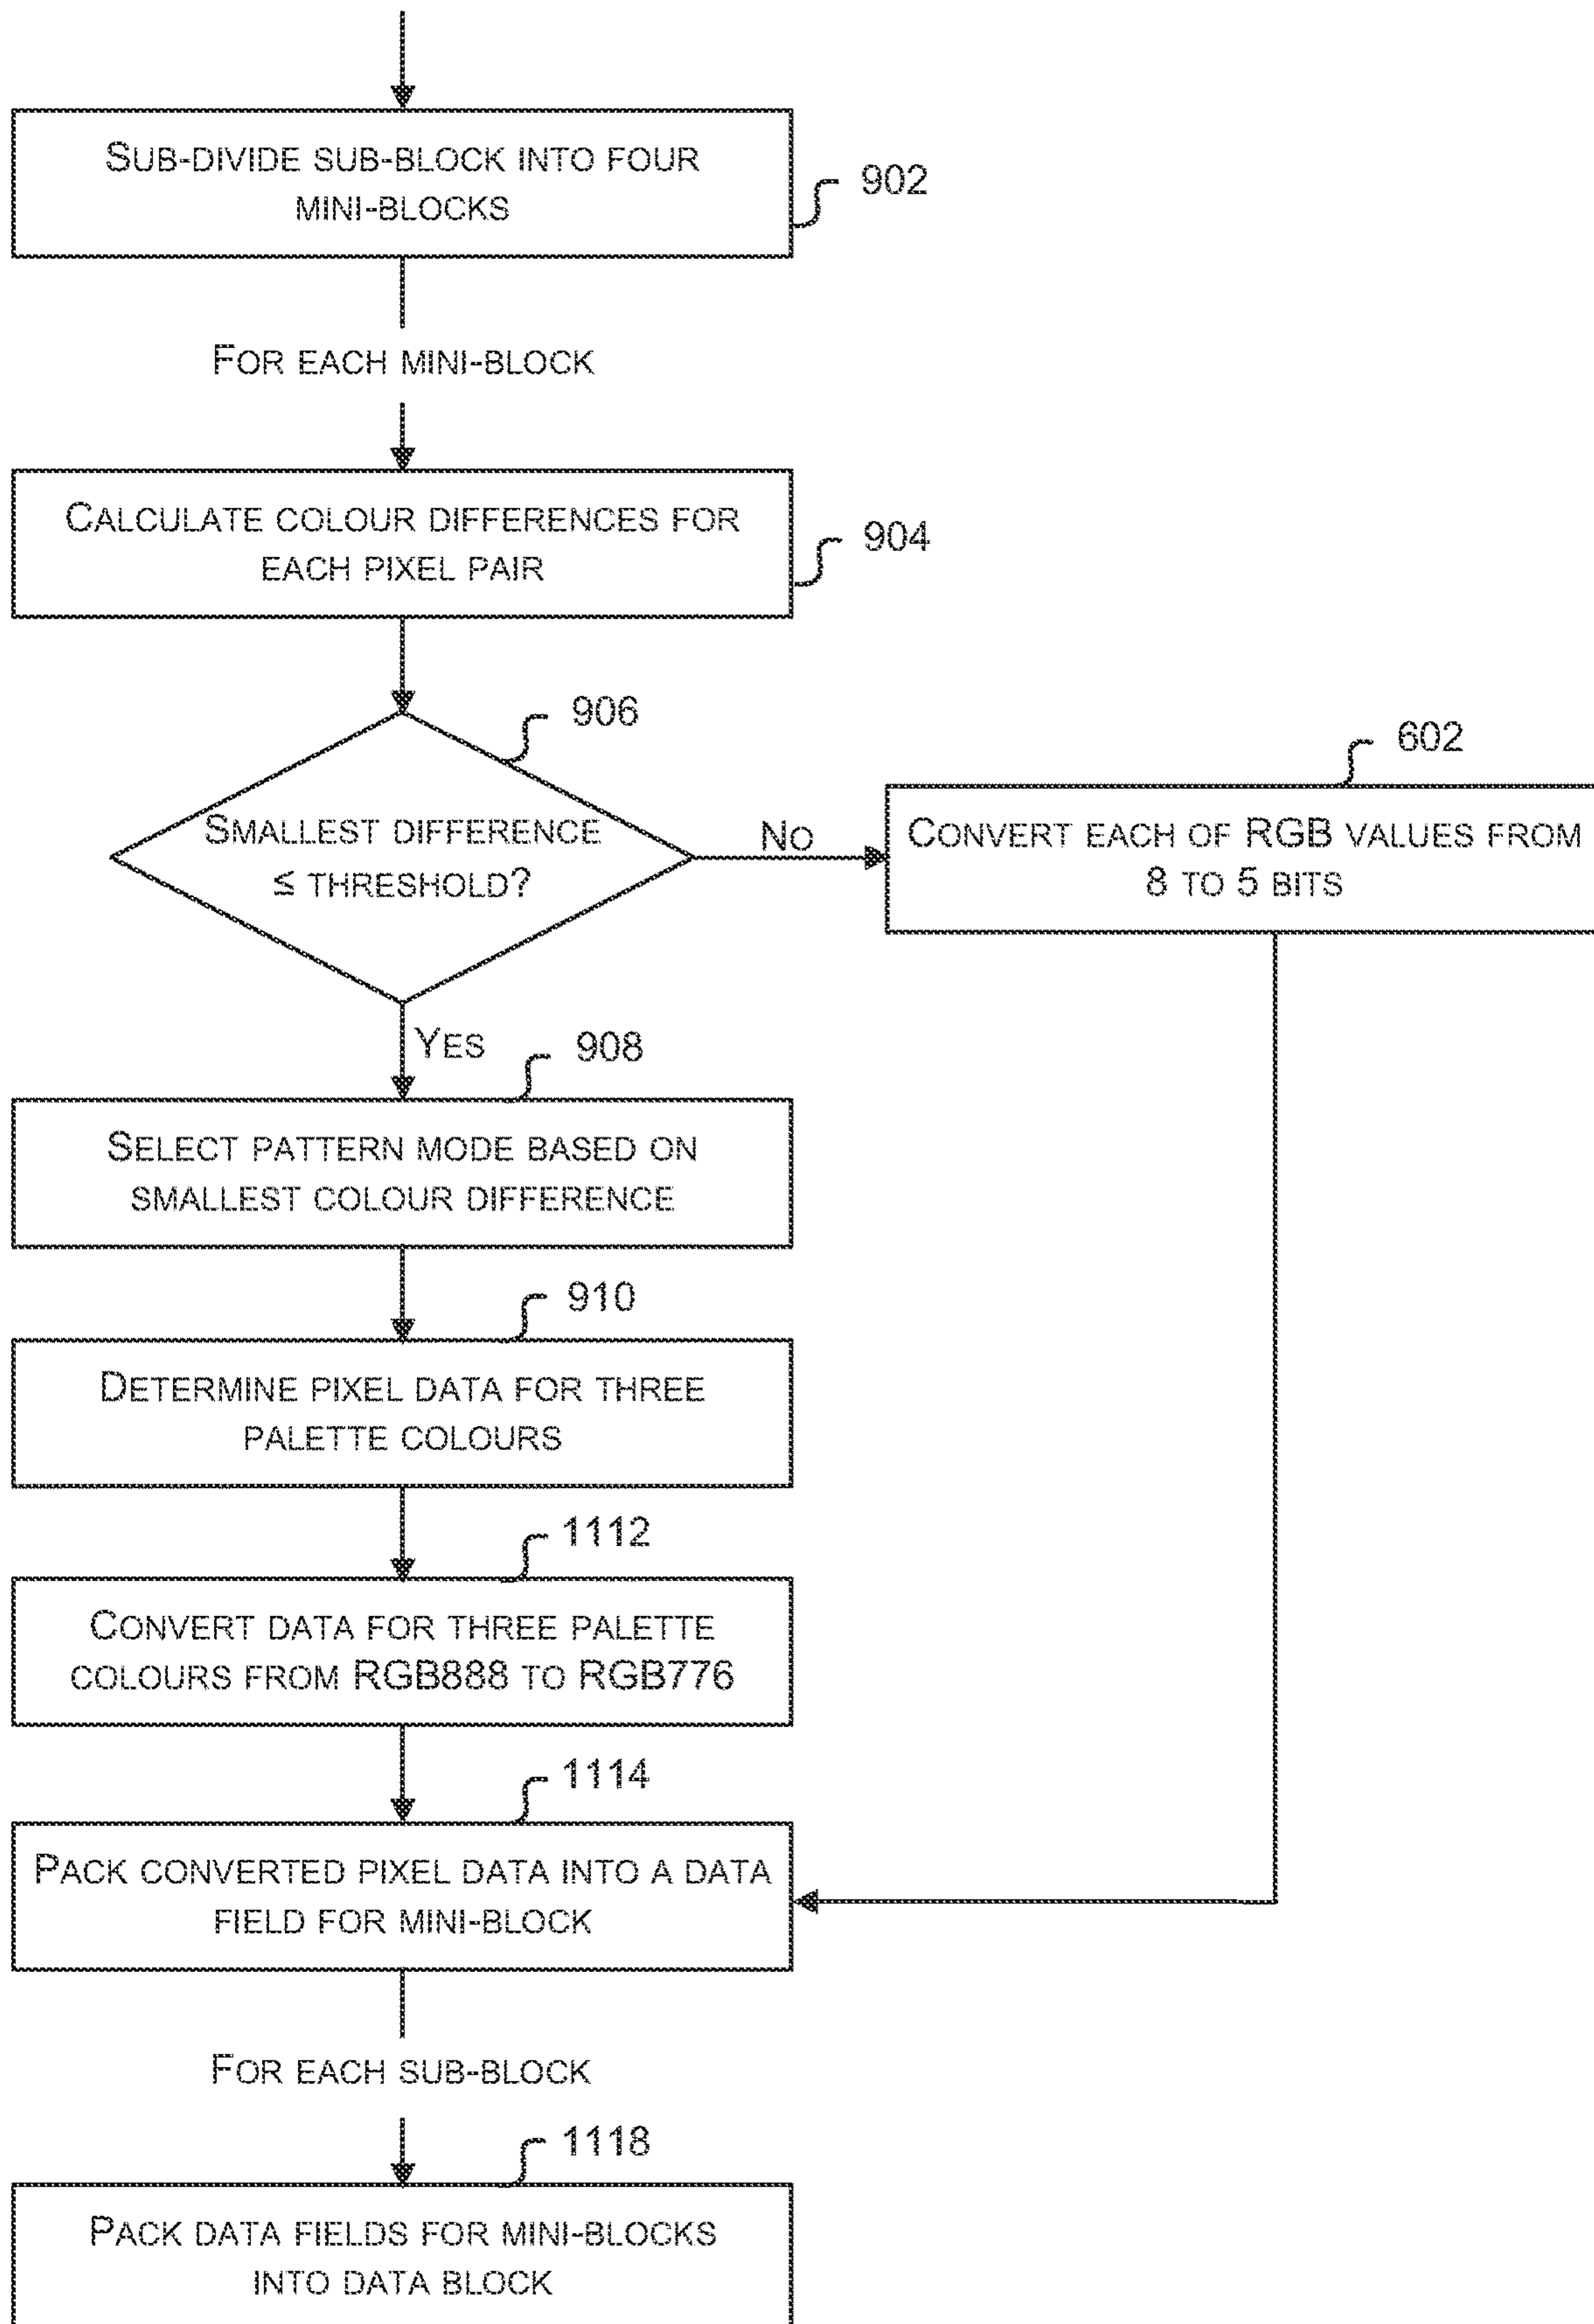 SUB-DIVIDE SUB-BLOCK INTO FOUR
MINI-BLOCKS
902
FOR EACH MINI-BLOCK
CALCULATE COLOUR DIFFERENCES FOR
EACH PIXEL PAIR
904
906
SMALLEST DIFFERENCE
≤ THRESHOLD?
NO
602
CONVERT EACH OF RGB VALUES FROM
8 TO 5 BITS
YES
908
SELECT PATTERN MODE BASED ON
SMALLEST COLOUR DIFFERENCE
910
DETERMINE PIXEL DATA FOR THREE
PALETTE COLOURS
1112
CONVERT DATA FOR THREE PALETTE
COLOURS FROM RGB888 TO RGB776
1114
PACK CONVERTED PIXEL DATA INTO A DATA
FIELD FOR MINI-BLOCK
FOR EACH SUB-BLOCK
1118
PACK DATA FIELDS FOR MINI-BLOCKS
INTO DATA BLOCK